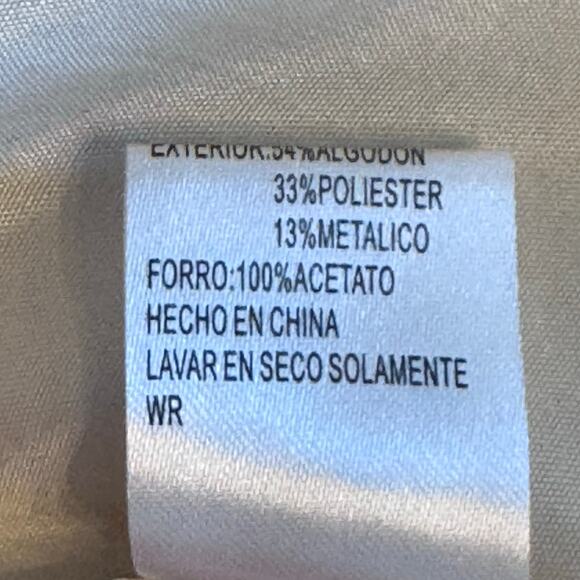 EXTERIOR:54%ALGODON
33%POLIESTER
13%METALICO
FORRO:100%ACETATO
HECHO EN CHINA
LAVAR EN SECO SOLAMENTE
WR